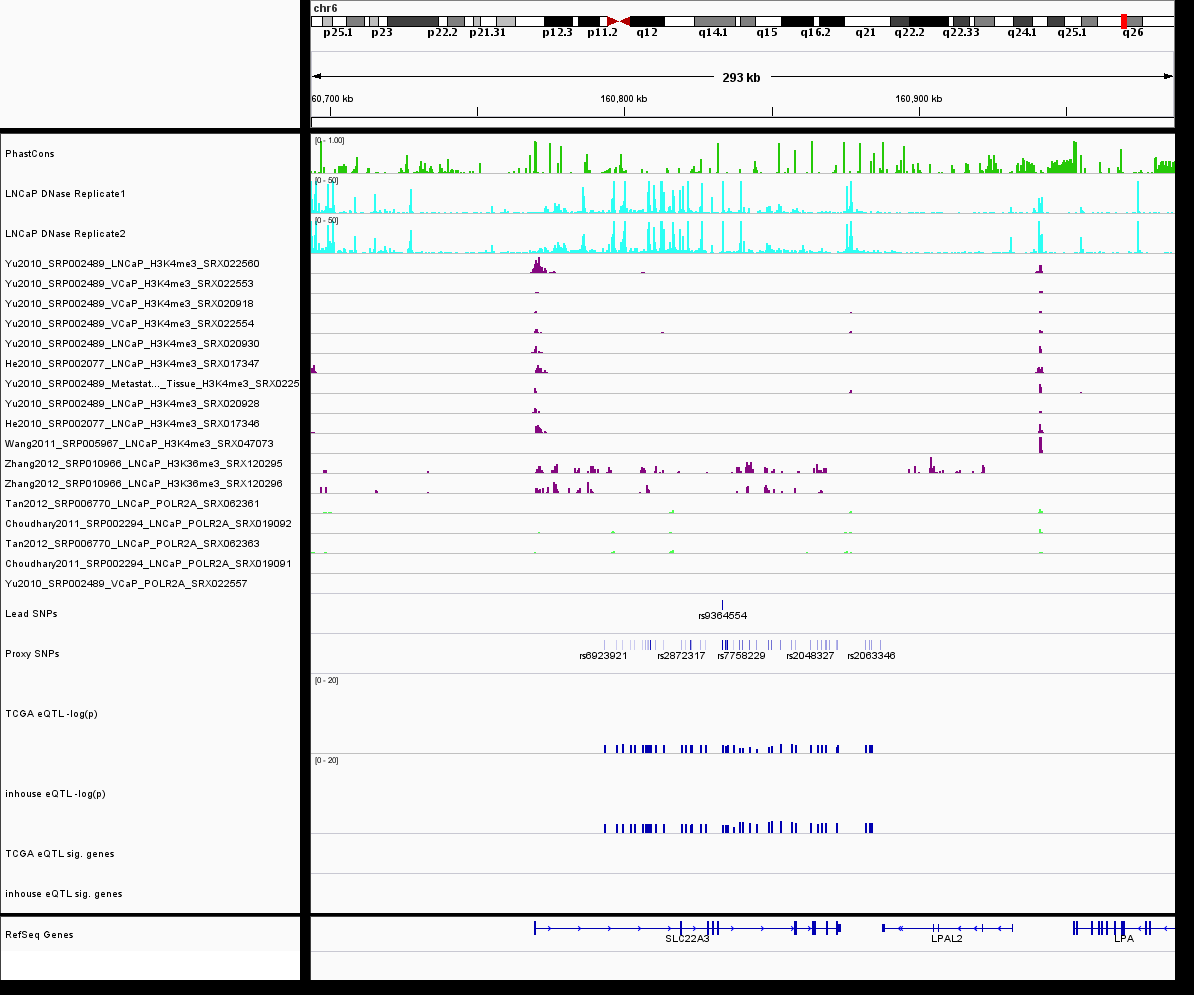 chr6
p25.1 p23 p22.2 p21.31 p12.3 p11.2 q12 q14.1 q15 q16.2 q21 q22.2 q22.33 q24.1 q25.1 q26
293 kb
60,700 kb 160,800 kb 160,900 kb
PhastCons [0 - 1.00]
LNCaP DNase Replicate1 [0 - 50]
LNCaP DNase Replicate2 [0 - 50]
Yu2010_SRP002489_LNCaP_H3K4me3_SRX022560
Yu2010_SRP002489_VCaP_H3K4me3_SRX022553
Yu2010_SRP002489_VCaP_H3K4me3_SRX020918
Yu2010_SRP002489_VCaP_H3K4me3_SRX022554
Yu2010_SRP002489_LNCaP_H3K4me3_SRX020930
He2010_SRP002077_LNCaP_H3K4me3_SRX017347
Yu2010_SRP002489_Metastat..._Tissue_H3K4me3_SRX0225
Yu2010_SRP002489_LNCaP_H3K4me3_SRX020928
He2010_SRP002077_LNCaP_H3K4me3_SRX017346
Wang2011_SRP005967_LNCaP_H3K4me3_SRX047073
Zhang2012_SRP010966_LNCaP_H3K36me3_SRX120295
Zhang2012_SRP010966_LNCaP_H3K36me3_SRX120296
Tan2012_SRP006770_LNCaP_POLR2A_SRX062361
Choudhary2011_SRP002294_LNCaP_POLR2A_SRX019092
Tan2012_SRP006770_LNCaP_POLR2A_SRX062363
Choudhary2011_SRP002294_LNCaP_POLR2A_SRX019091
Yu2010_SRP002489_VCaP_POLR2A_SRX022557
Lead SNPs rs9364554
Proxy SNPs rs6923921 rs2872317 rs7758229 rs2048327 rs2063346
[0 - 20]
TCGA eQTL -log(p)
[0 - 20]
inhouse eQTL -log(p)
TCGA eQTL sig. genes
inhouse eQTL sig. genes
RefSeq Genes SLC22A3 LPAL2 LPA